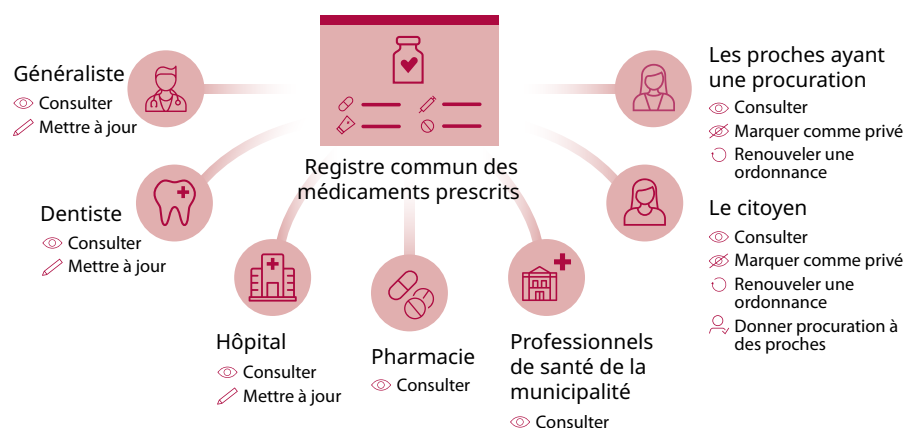 Généraliste
Consulter
Mettre à jour
Dentiste
Consulter
Mettre à jour
Registre commun des
médicaments prescrits
Hôpital
Consulter
Mettre à jour
Pharmacie
Consulter
Professionnels
de santé de la
municipalité
Consulter
Les proches ayant
une procuration
Consulter
Marquer comme privé
Renouveler une
ordonnance
Le citoyen
Consulter
Marquer comme privé
Renouveler une
ordonnance
Donner procuration à
des proches